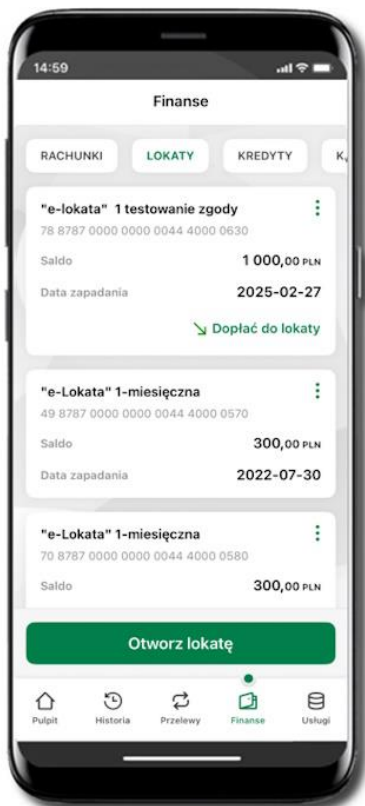 14:59
Finanse
RACHUNKI LOKATY KREDYTY
"e-lokata" 1 testowanie zgody
78 8787 0000 0000 0044 4000 0630
Saldo 1 000,00 PLN
Data zapadania 2025-02-27
Dopłać do lokaty
"e-Lokata" 1-miesięczna
49 8787 0000 0000 0044 4000 0570
Saldo 300,00 PLN
Data zapadania 2022-07-30
"e-Lokata" 1-miesięczna
70 8787 0000 0000 0044 4000 0580
Saldo 300,00 PLN
Otworz lokatę
Pulpit Historia Przelewy Finanse Usługi